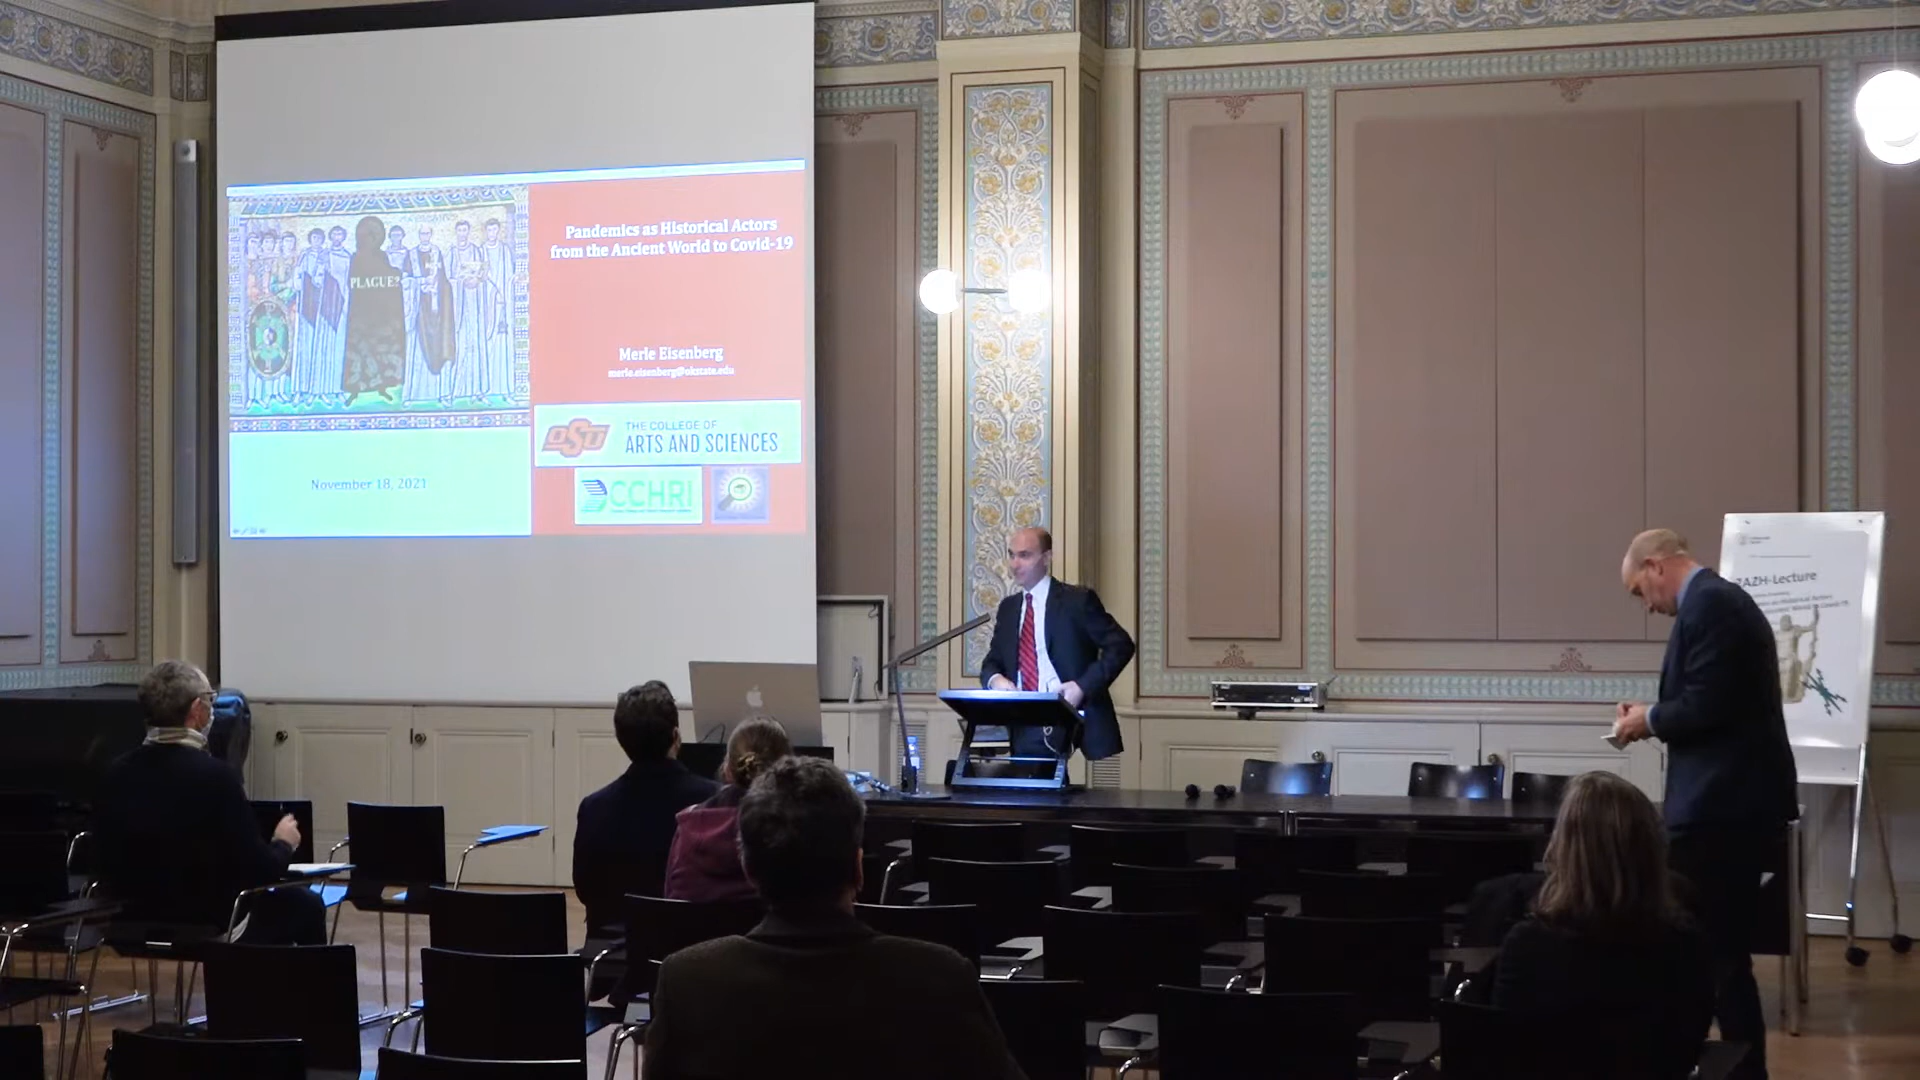 PLAGUE?
Pandemics as Historical Actors
from the Ancient World to Covid-19
Merle Eisenberg
merle.eisenberg@okstate.edu
OSU
THE COLLEGE OF
ARTS AND SCIENCES
CCHRI
November 18, 2021
ZAZH-Lecture